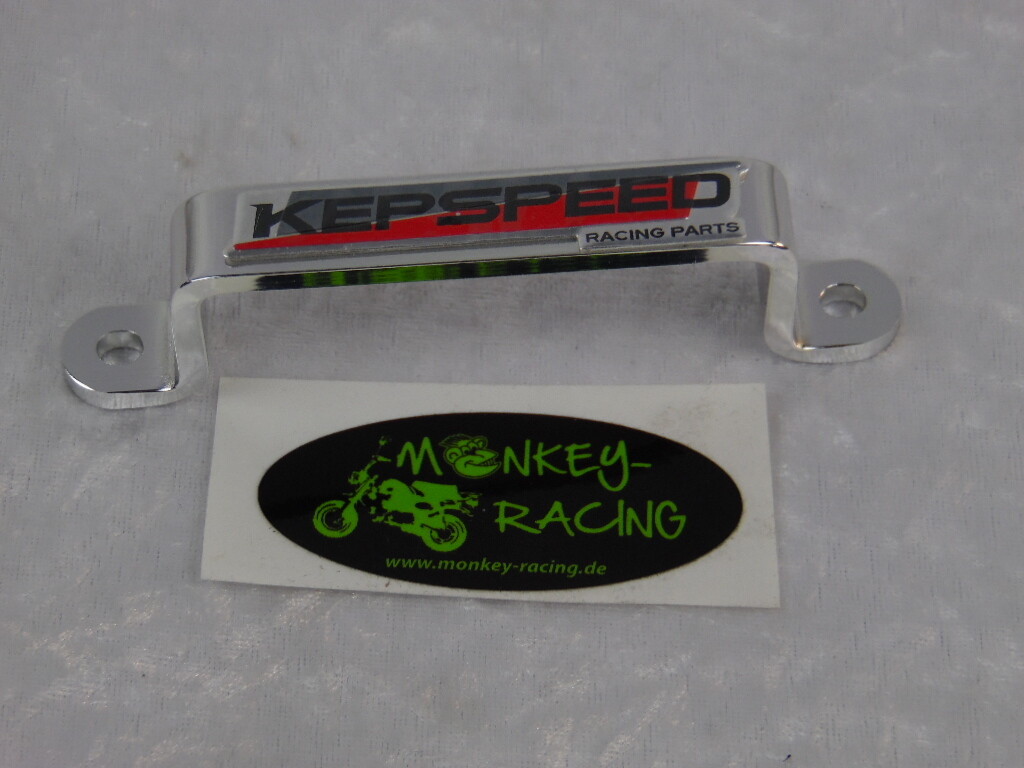 KEPSPEED
RACING PARTS
MONKEY-
RACING
www.monkey-racing.de